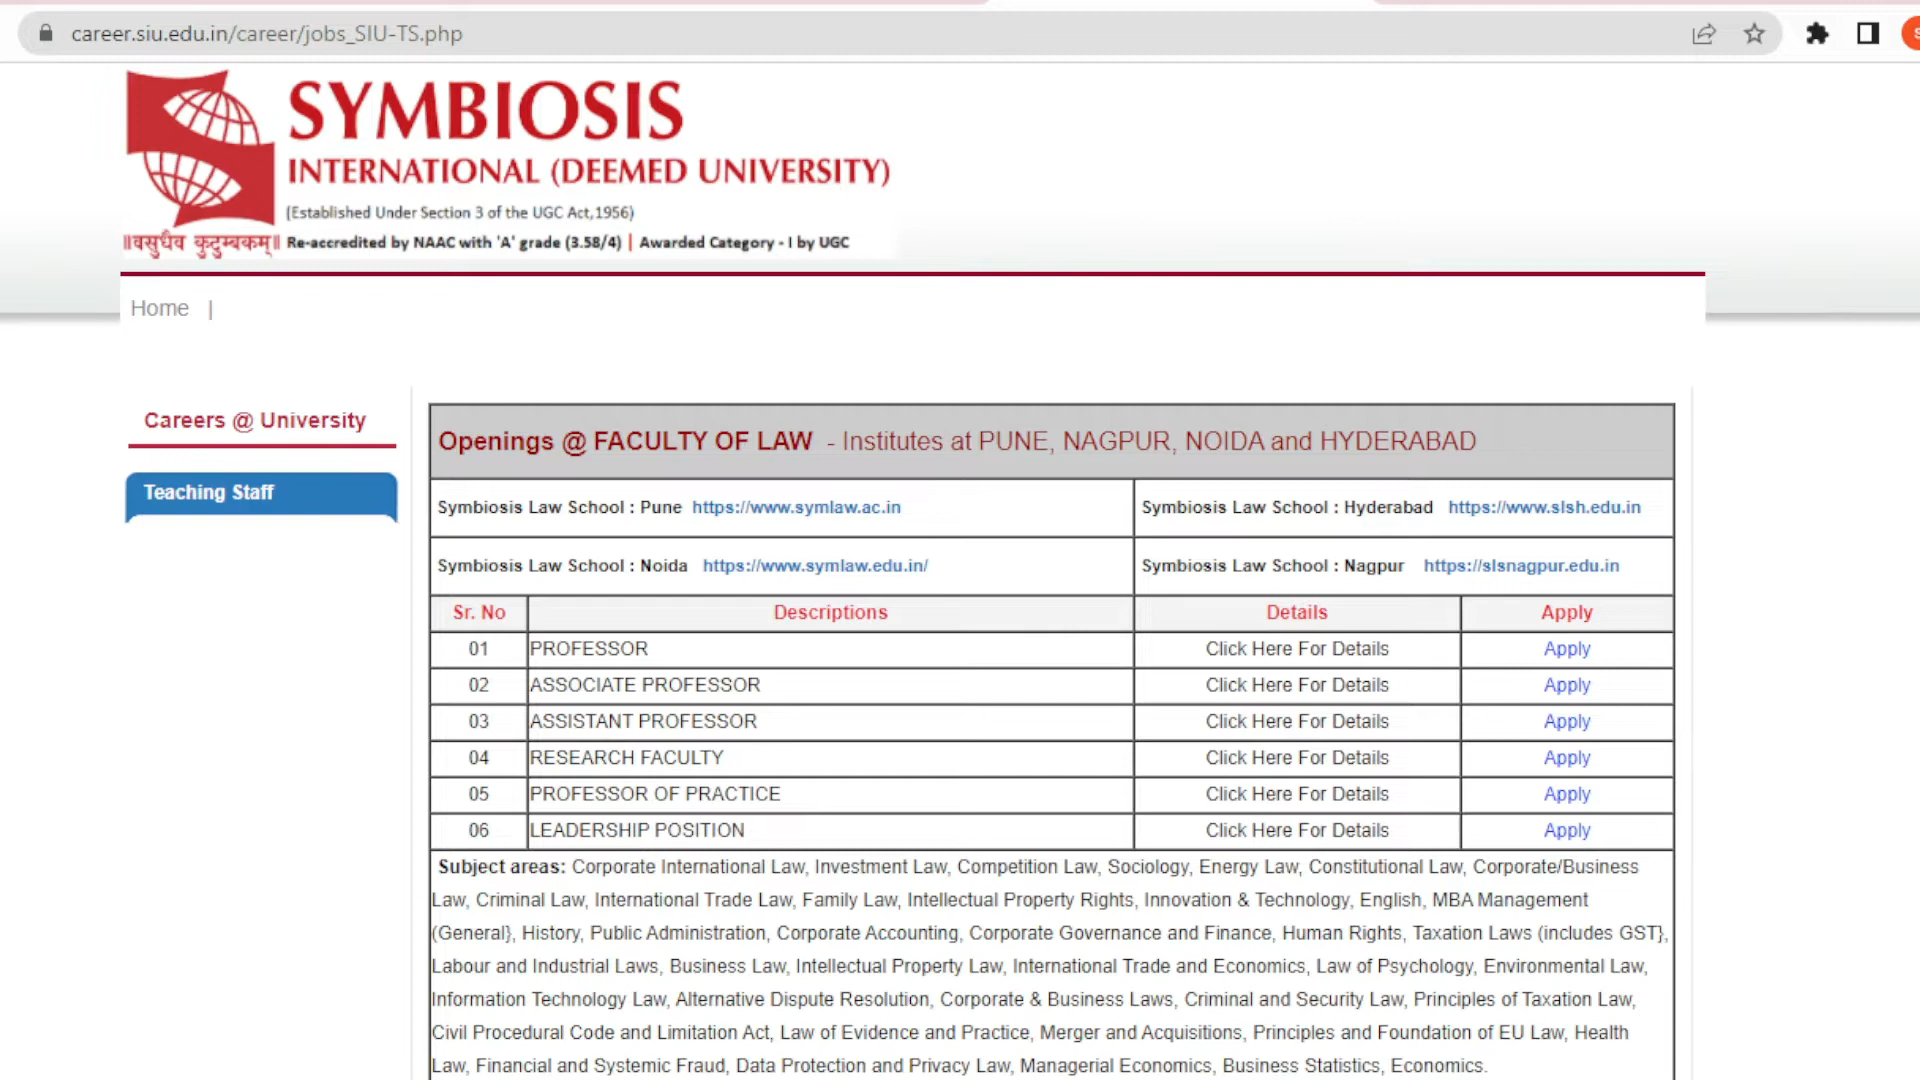 career.siu.edu.in/career/jobs_SIU-TS.php
SYMBIOSIS
INTERNATIONAL (DEEMED UNIVERSITY)
(Established Under Section 3 of the UGC Act,1956)
॥वसुधैव कुटुम्बकम्॥ Re-accredited by NAAC with 'A' grade (3.58/4) | Awarded Category - I by UGC
Home |
Careers @ University
Teaching Staff
Openings @ FACULTY OF LAW - Institutes at PUNE, NAGPUR, NOIDA and HYDERABAD
Symbiosis Law School : Pune https://www.symlaw.ac.in Symbiosis Law School : Hyderabad https://www.slsh.edu.in
Symbiosis Law School : Noida https://www.symlaw.edu.in/ Symbiosis Law School : Nagpur https://slsnagpur.edu.in
Sr. No Descriptions Details Apply
01 PROFESSOR Click Here For Details Apply
02 ASSOCIATE PROFESSOR Click Here For Details Apply
03 ASSISTANT PROFESSOR Click Here For Details Apply
04 RESEARCH FACULTY Click Here For Details Apply
05 PROFESSOR OF PRACTICE Click Here For Details Apply
06 LEADERSHIP POSITION Click Here For Details Apply
Subject areas: Corporate International Law, Investment Law, Competition Law, Sociology, Energy Law, Constitutional Law, Corporate/Business
Law, Criminal Law, International Trade Law, Family Law, Intellectual Property Rights, Innovation & Technology, English, MBA Management
(General}, History, Public Administration, Corporate Accounting, Corporate Governance and Finance, Human Rights, Taxation Laws (includes GST},
Labour and Industrial Laws, Business Law, Intellectual Property Law, International Trade and Economics, Law of Psychology, Environmental Law,
Information Technology Law, Alternative Dispute Resolution, Corporate & Business Laws, Criminal and Security Law, Principles of Taxation Law,
Civil Procedural Code and Limitation Act, Law of Evidence and Practice, Merger and Acquisitions, Principles and Foundation of EU Law, Health
Law, Financial and Systemic Fraud, Data Protection and Privacy Law, Managerial Economics, Business Statistics, Economics.